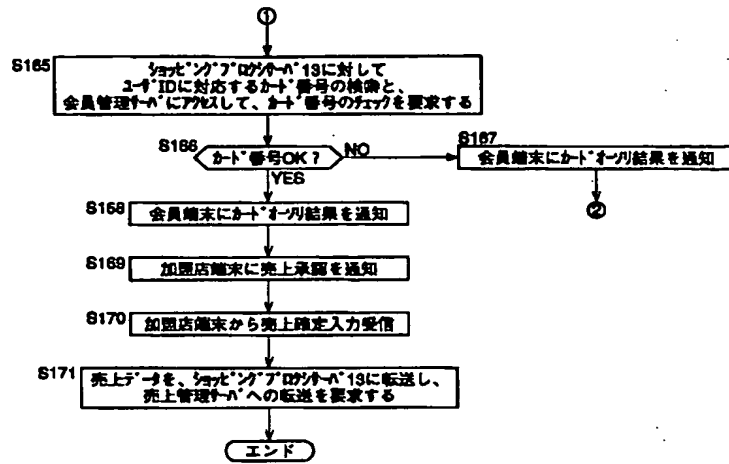 ①
S165
ｼｮｯﾋﾟﾝｸﾞﾌﾟﾛｸｼｻｰﾊﾞ13に対して
ﾕｰｻﾞIDに対応するｶｰﾄﾞ番号の検索と、
会員管理ｻｰﾊﾞにｱｸｾｽして、ｶｰﾄﾞ番号のﾁｪｯｸを要求する
S166
ｶｰﾄﾞ番号OK？
NO
YES
S167
会員端末にｶｰﾄﾞｵｰｿﾘ結果を通知
②
S168
会員端末にｶｰﾄﾞｵｰｿﾘ結果を通知
S169
加盟店端末に売上承認を通知
S170
加盟店端末から売上確定入力受信
S171
売上ﾃﾞｰﾀを、ｼｮｯﾋﾟﾝｸﾞﾌﾟﾛｸｼｻｰﾊﾞ13に転送し、
売上管理ｻｰﾊﾞへの転送を要求する
エンド